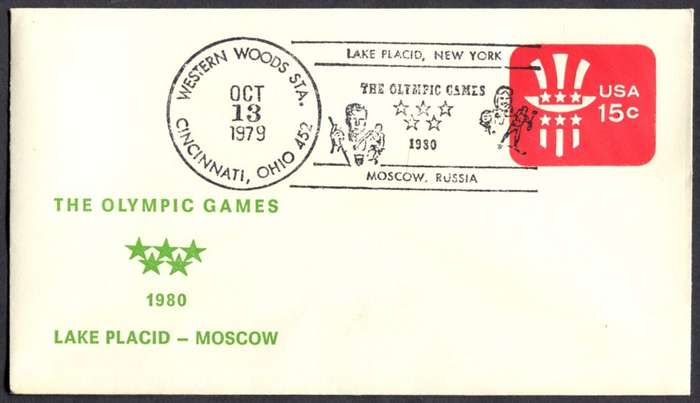 WESTERN WOODS STA.
OCT
13
1979
CINCINNATI, OHIO 452
LAKE PLACID, NEW YORK
THE OLYMPIC GAMES
1980
MOSCOW, RUSSIA
USA
15c
THE OLYMPIC GAMES
1980
LAKE PLACID – MOSCOW